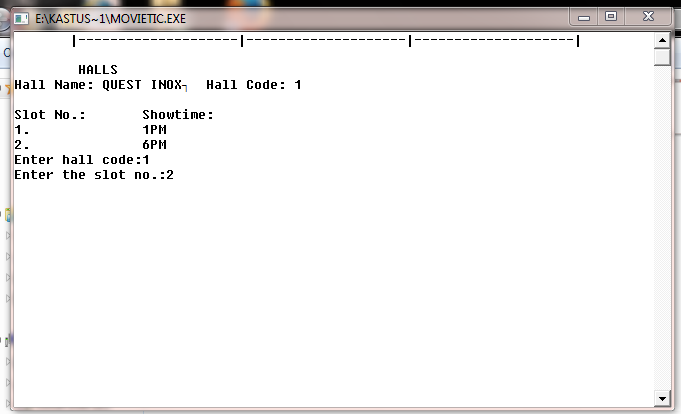 E:\KASTUS~1\MOVIETIC.EXE
|--------------------|--------------------|--------------------|
HALLS
Hall Name: QUEST INOX┐ Hall Code: 1
Slot No.: Showtime:
1. 1PM
2. 6PM
Enter hall code:1
Enter the slot no.:2